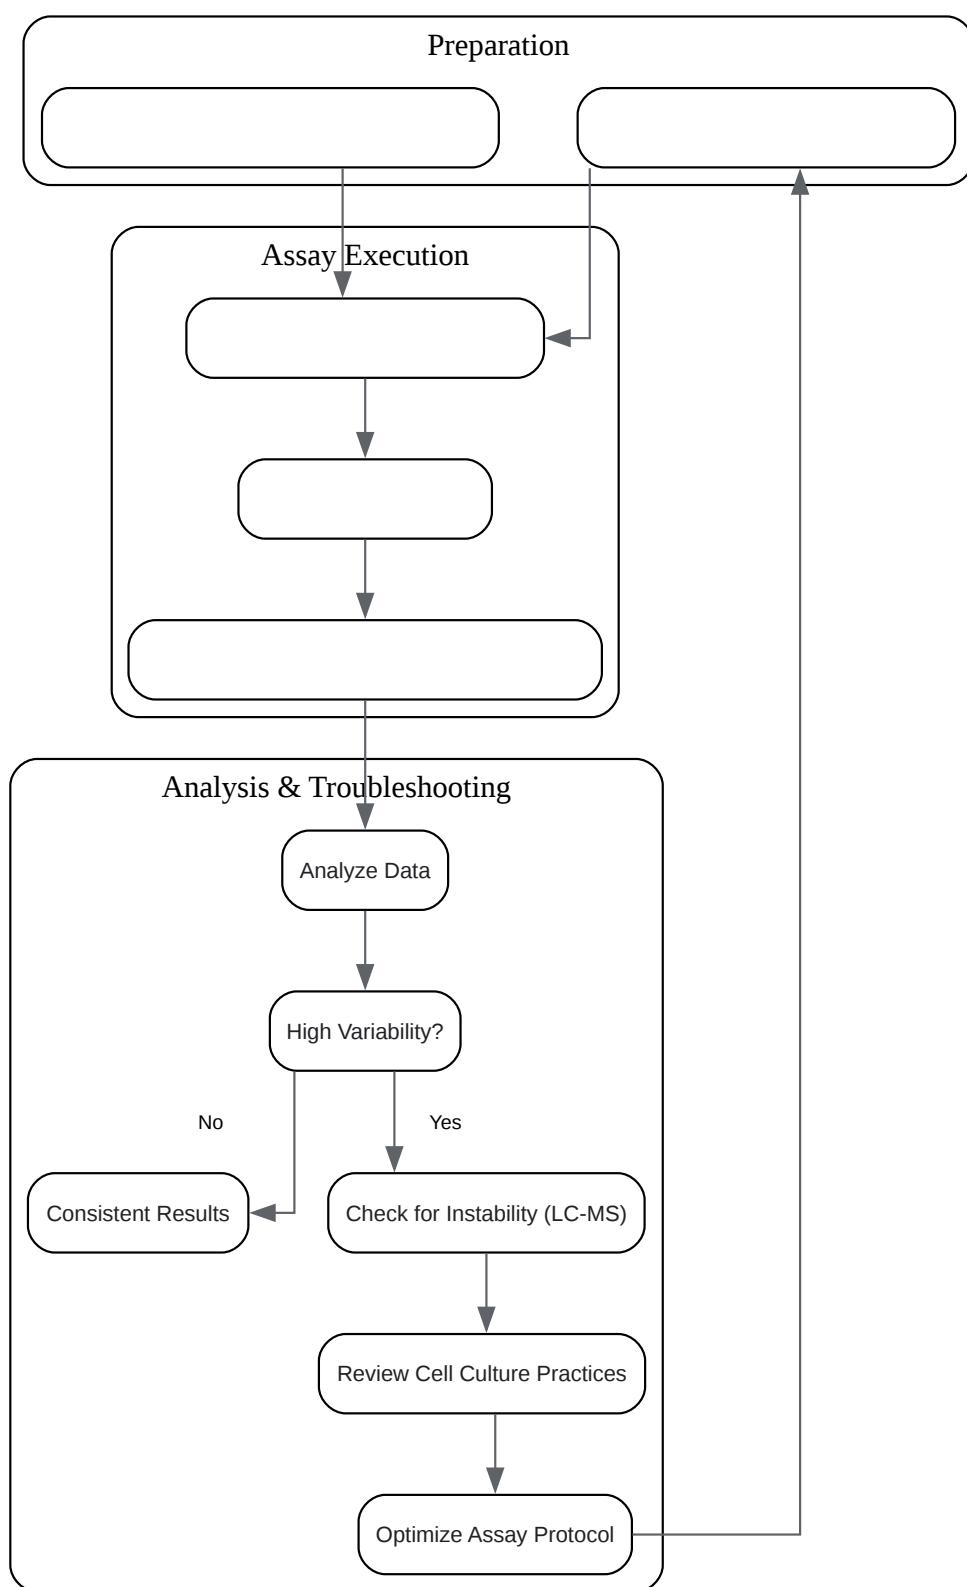 Preparation
Assay Execution
Analysis & Troubleshooting
Analyze Data
High Variability?
No
Yes
Consistent Results
Check for Instability (LC-MS)
Review Cell Culture Practices
Optimize Assay Protocol